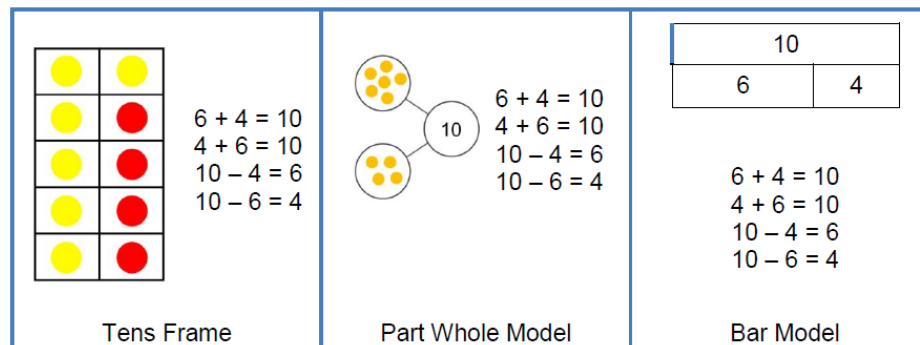 6 + 4 = 10
4 + 6 = 10
10 – 4 = 6
10 – 6 = 4
Tens Frame
10
6 + 4 = 10
4 + 6 = 10
10 – 4 = 6
10 – 6 = 4
Part Whole Model
10
6 4
6 + 4 = 10
4 + 6 = 10
10 – 4 = 6
10 – 6 = 4
Bar Model